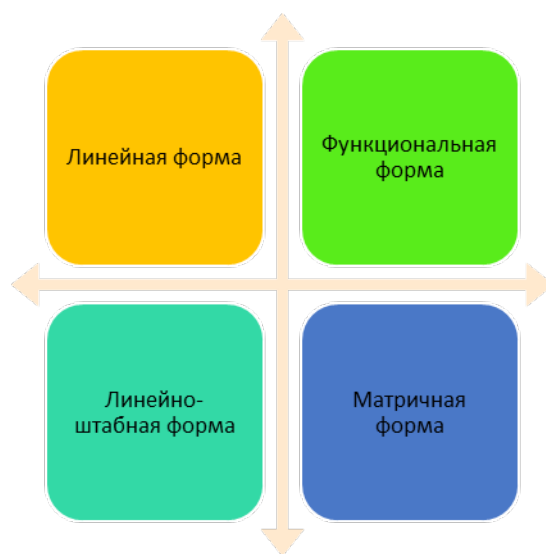 Линейная форма
Функциональная
форма
Линейно-
штабная форма
Матричная
форма